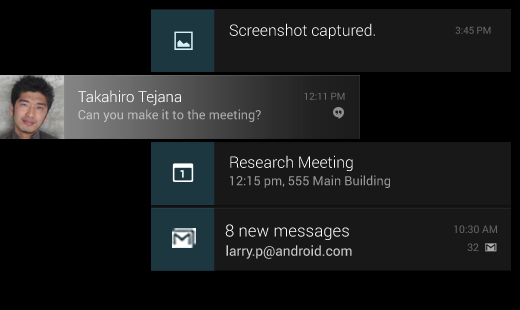 Screenshot captured.
3:45 PM
Takahiro Tejana
12:11 PM
Can you make it to the meeting?
1
Research Meeting
12:15 pm, 555 Main Building
8 new messages
10:30 AM
larry.p@android.com
32